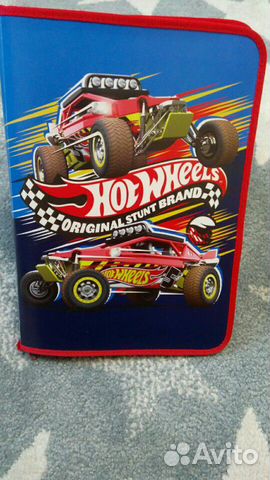 HOT WHEELS
ORIGINAL STUNT BRAND
HOT WHEELS
Avito